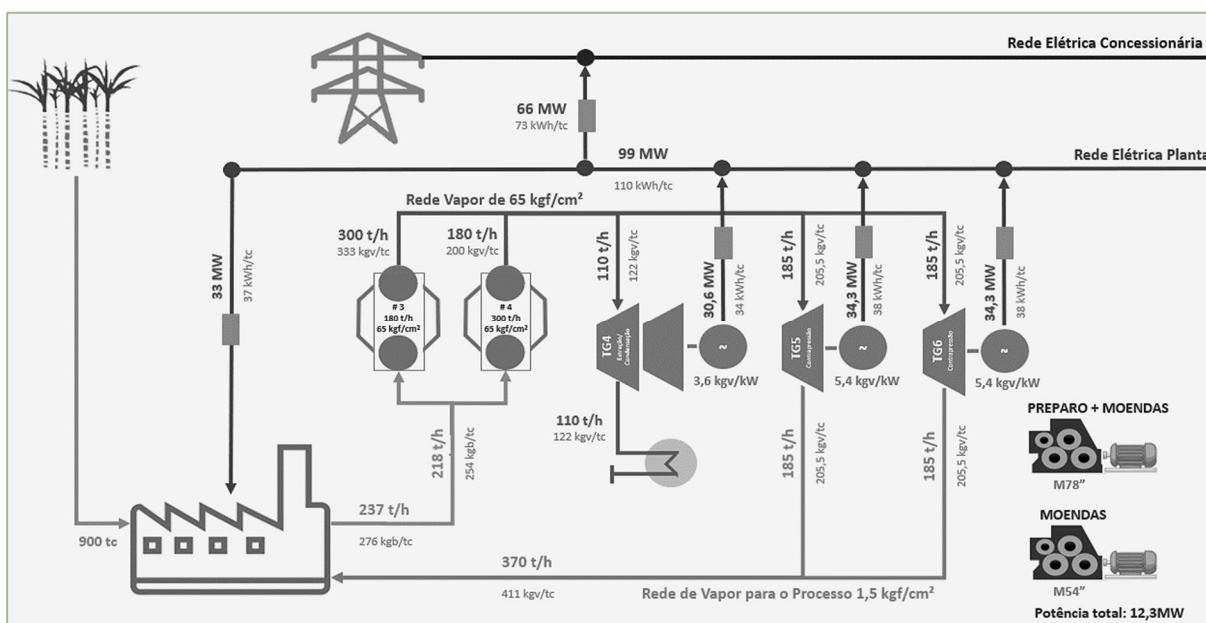 Rede Elétrica Concessionária
66 MW
73 kWh/tc
99 MW
Rede Elétrica Planta
110 kWh/tc
Rede Vapor de 65 kgf/cm²
300 t/h
333 kgv/tc
180 t/h
200 kgv/tc
33 MW
37 kWh/tc
# 3
180 t/h
65 kgf/cm²
# 4
300 t/h
65 kgf/cm²
110 t/h
122 kgv/tc
TG4
Extração/
Condensação
30,6 MW
34 kWh/tc
3,6 kgv/kW
185 t/h
205,5 kgv/tc
TG5
Contrapressão
34,3 MW
38 kWh/tc
5,4 kgv/kW
185 t/h
205,5 kgv/tc
TG6
Contrapressão
34,3 MW
38 kWh/tc
5,4 kgv/kW
110 t/h
122 kgv/tc
218 t/h
254 kgb/tc
185 t/h
205,5 kgv/tc
185 t/h
205,5 kgv/tc
PREPARO + MOENDAS
M78"
MOENDAS
M54"
Potência total: 12,3MW
900 tc
237 t/h
276 kgb/tc
370 t/h
411 kgv/tc
Rede de Vapor para o Processo 1,5 kgf/cm²